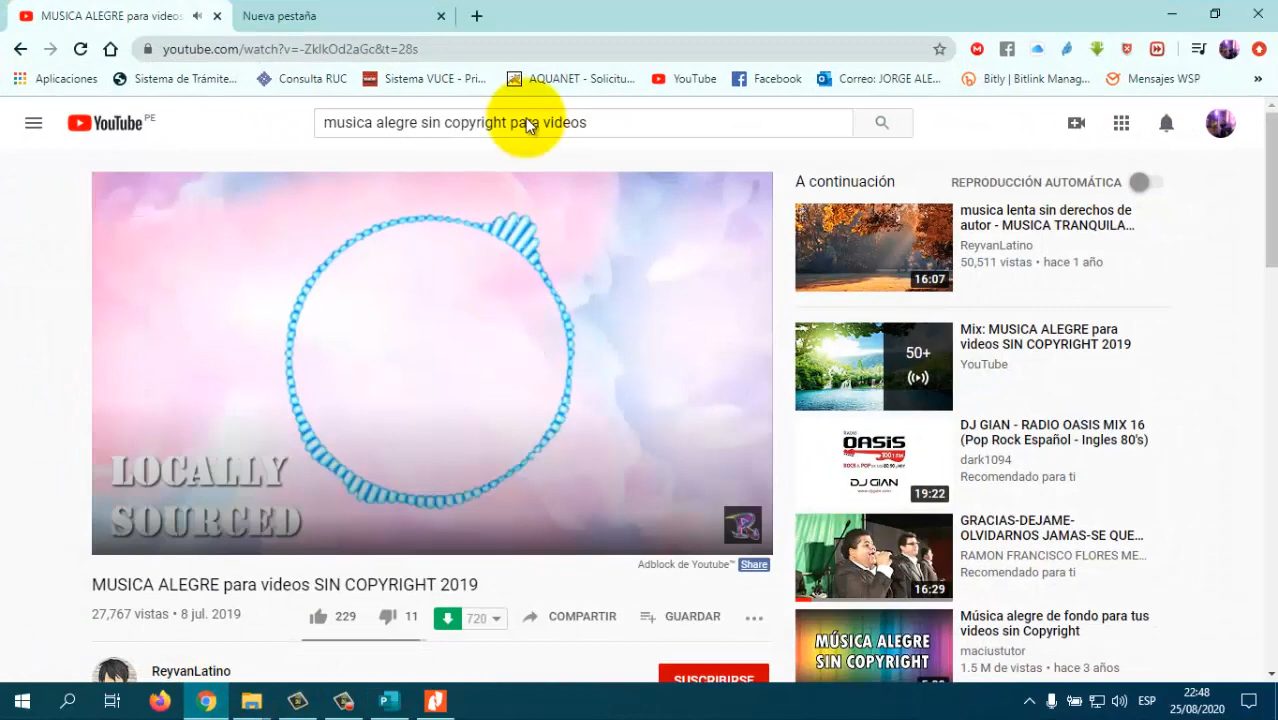 MUSICA ALEGRE para videos
Nueva pestaña
youtube.com/watch?v=-ZkIkOd2aGc&t=28s
Aplicaciones
Sistema de Trámite...
Consulta RUC
Sistema VUCE - Pri...
AQUANET - Solicitu...
YouTube
Facebook
Correo: JORGE ALE...
Bitly | Bitlink Manag...
Mensajes WSP
YouTube PE
musica alegre sin copyright para videos
LOCALLY
SOURCED
Adblock de Youtube™ Share
MUSICA ALEGRE para videos SIN COPYRIGHT 2019
27,767 vistas • 8 jul. 2019
229
11
720
COMPARTIR
GUARDAR
ReyvanLatino
SUSCRIBIRSE
A continuación
REPRODUCCIÓN AUTOMÁTICA
musica lenta sin derechos de
autor - MUSICA TRANQUILA...
ReyvanLatino
50,511 vistas • hace 1 año
16:07
Mix: MUSICA ALEGRE para
videos SIN COPYRIGHT 2019
YouTube
50+
DJ GIAN - RADIO OASIS MIX 16
(Pop Rock Español - Ingles 80's)
dark1094
Recomendado para ti
RADIO
OASIS
ROCK & POP
DJ GIAN
19:22
GRACIAS-DEJAME-
OLVIDARNOS JAMAS-SE QUE...
RAMON FRANCISCO FLORES ME...
Recomendado para ti
16:29
Música alegre de fondo para tus
videos sin Copyright
maciustutor
1.5 M de vistas • hace 3 años
MÚSICA ALEGRE
SIN COPYRIGHT
ESP
22:48
25/08/2020